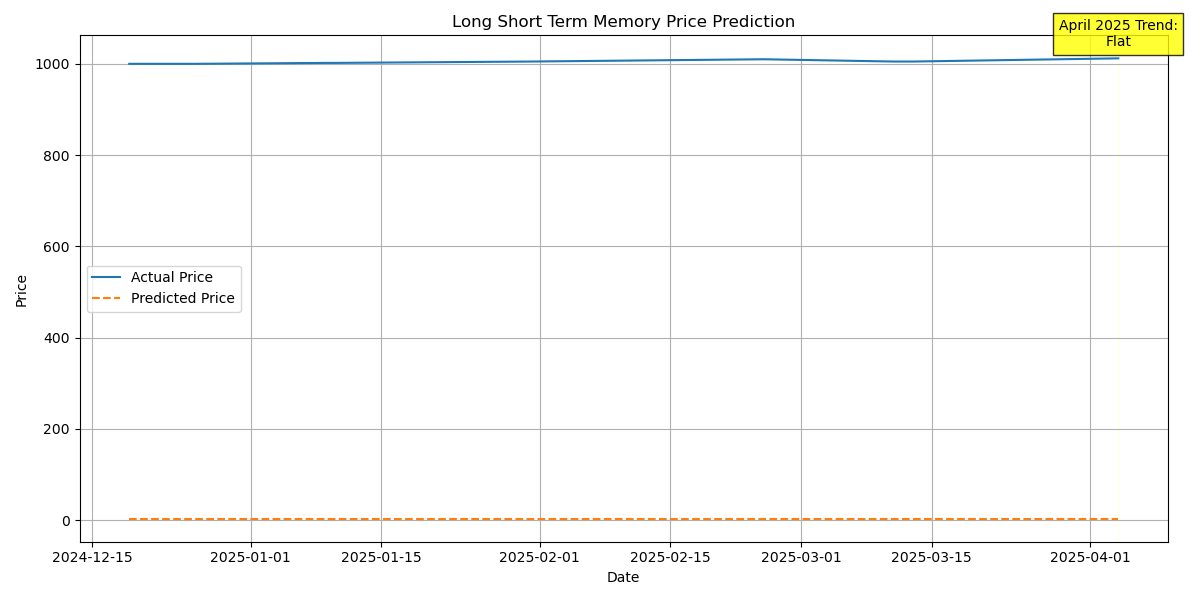 Long Short Term Memory Price Prediction
April 2025 Trend:
Flat
Price
1000
800
600
400
200
0
Actual Price
Predicted Price
2024-12-15
2025-01-01
2025-01-15
2025-02-01
2025-02-15
2025-03-01
2025-03-15
2025-04-01
Date